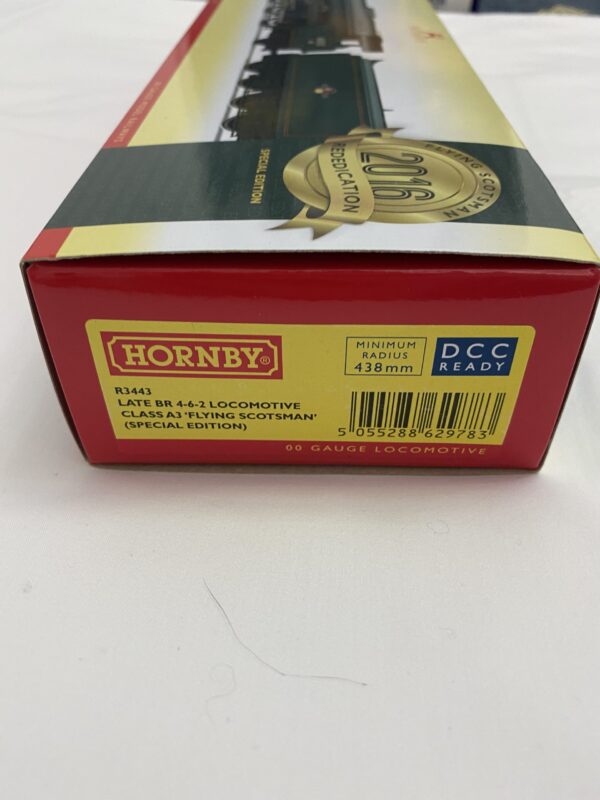 SPECIAL EDITION
FLYING SCOTSMAN
2016
REDEDICATION
HORNBY®
R3443
LATE BR 4-6-2 LOCOMOTIVE
CLASS A3 'FLYING SCOTSMAN'
(SPECIAL EDITION)
MINIMUM
RADIUS
438mm
DCC
READY
5 055288 629783
00 GAUGE LOCOMOTIVE